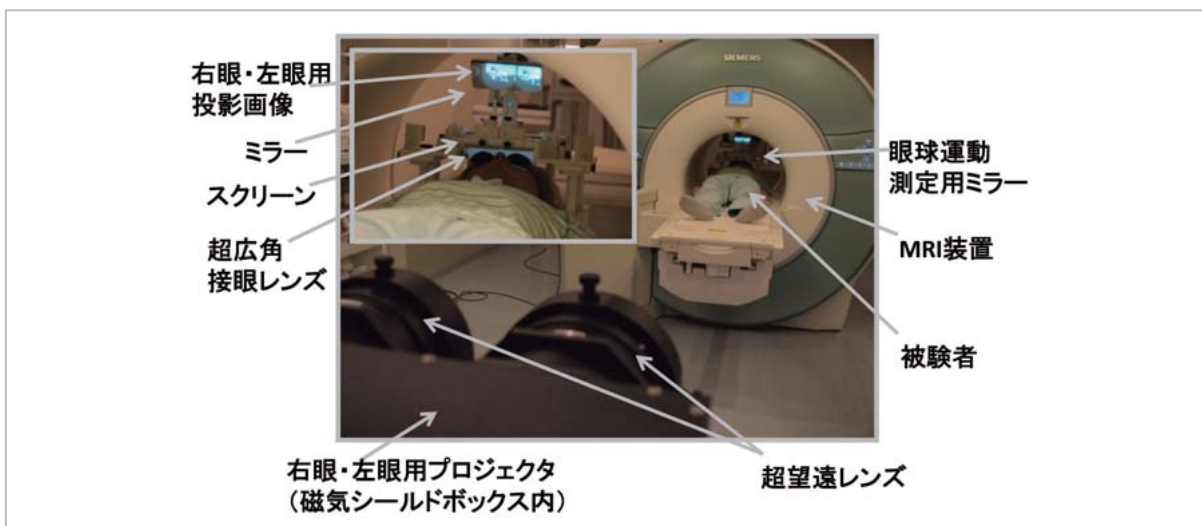 右眼・左眼用
投影画像
ミラー
スクリーン
超広角
接眼レンズ
右眼・左眼用プロジェクタ
（磁気シールドボックス内）
SIEMENS
眼球運動
測定用ミラー
MRI装置
被験者
超望遠レンズ